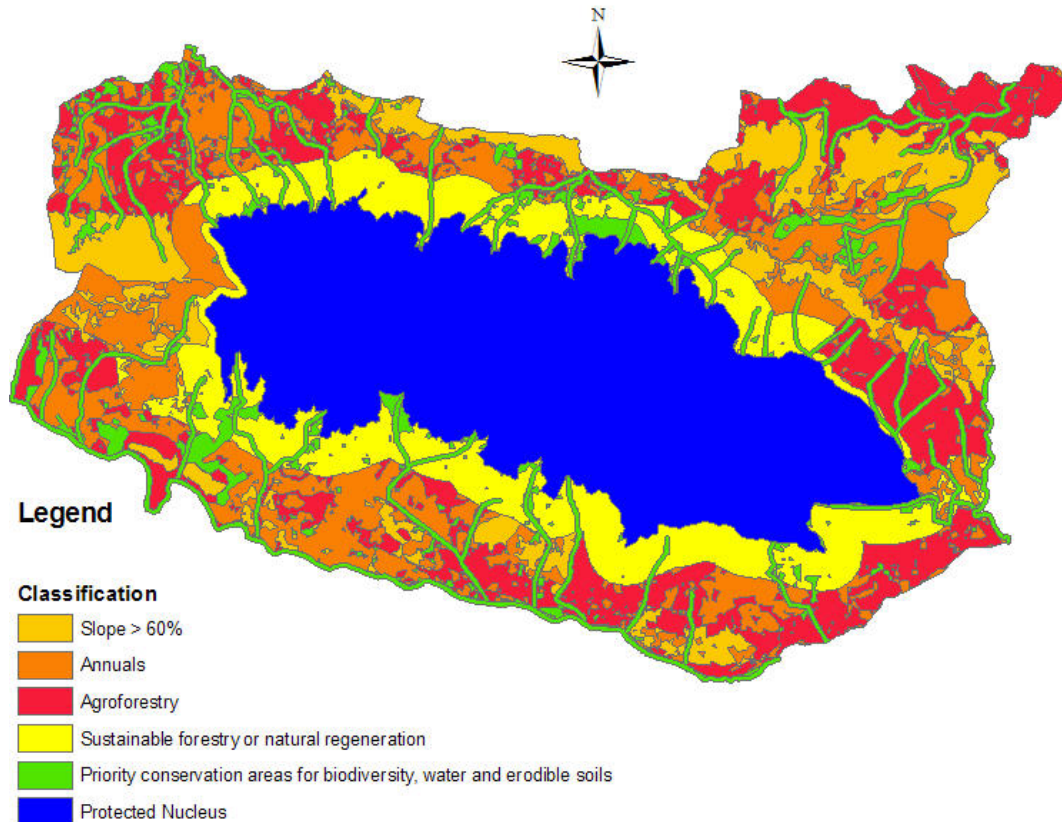 N
Legend
Classification
Slope > 60%
Annuals
Agroforestry
Sustainable forestry or natural regeneration
Priority conservation areas for biodiversity, water and erodible soils
Protected Nucleus